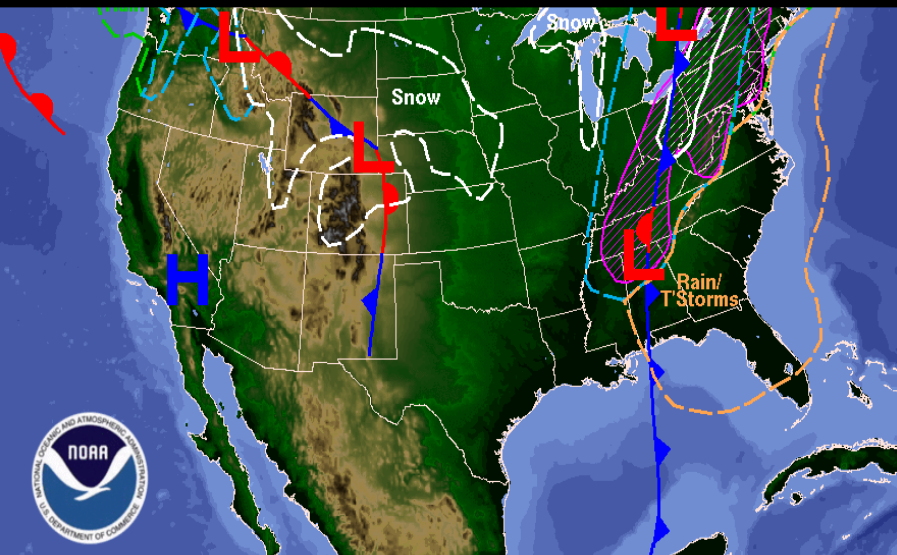 Snow
L
L
L
Snow
L
H
Rain/
T'Storms
NOAA
NATIONAL OCEANIC AND ATMOSPHERIC ADMINISTRATION
U.S. DEPARTMENT OF COMMERCE